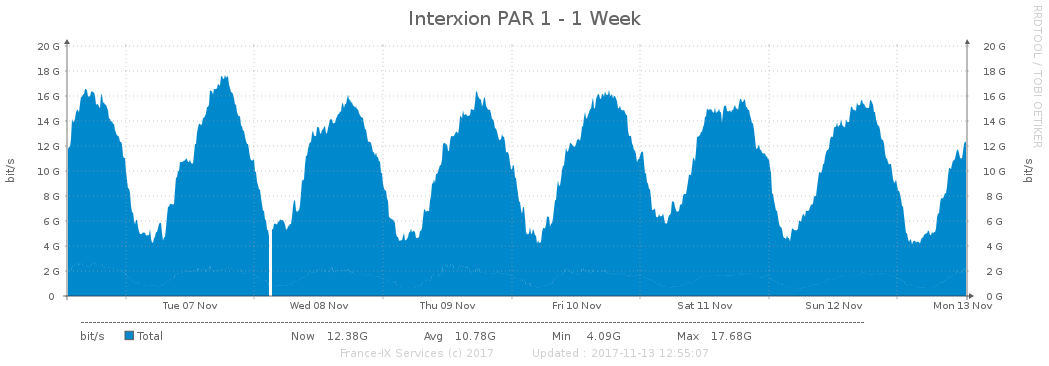 Interxion PAR 1 - 1 Week
RRDTOOL / TOBI OETIKER
20 G 20 G
18 G 18 G
16 G 16 G
14 G 14 G
12 G 12 G
10 G 10 G
8 G 8 G
6 G 6 G
4 G 4 G
2 G 2 G
0 0 G
bit/s
bit/s
Tue 07 Nov Wed 08 Nov Thu 09 Nov Fri 10 Nov Sat 11 Nov Sun 12 Nov Mon 13 Nov
bit/s Total Now 12.38G Avg 10.78G Min 4.09G Max 17.68G
France-IX Services (c) 2017 Updated : 2017-11-13 12:55:07